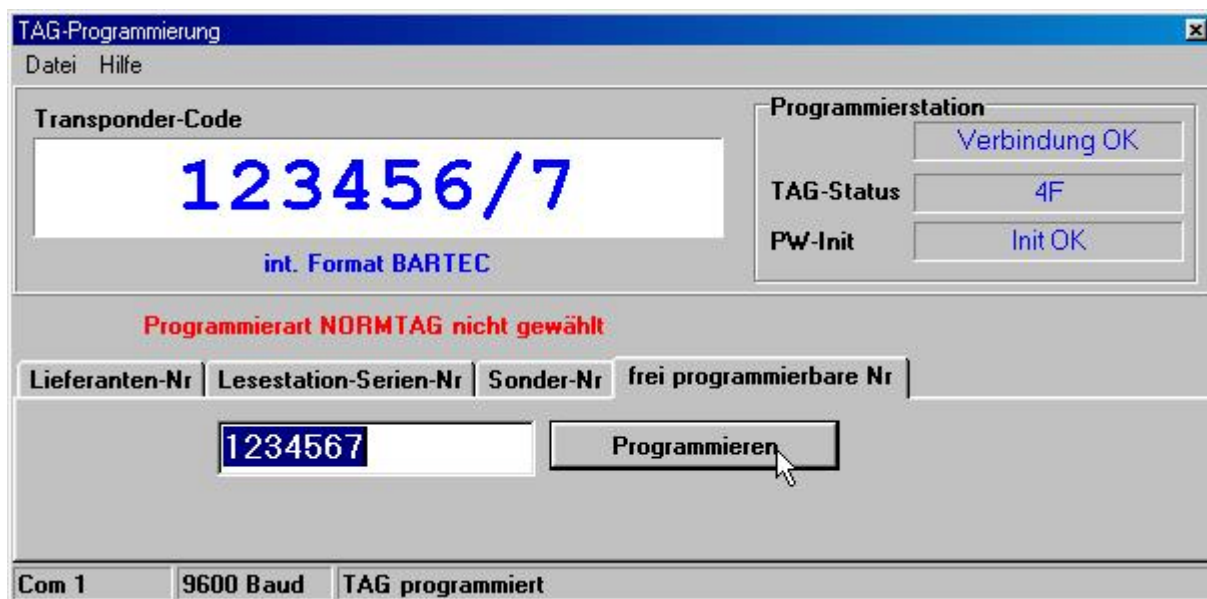 TAG-Programmierung
Datei Hilfe
Transponder-Code
123456/7
int. Format BARTEC
Programmierstation
Verbindung OK
TAG-Status 4F
PW-Init Init OK
Programmierart NORMTAG nicht gewählt
Lieferanten-Nr Lesestation-Serien-Nr Sonder-Nr frei programmierbare Nr
1234567 Programmieren
Com 1 9600 Baud TAG programmiert